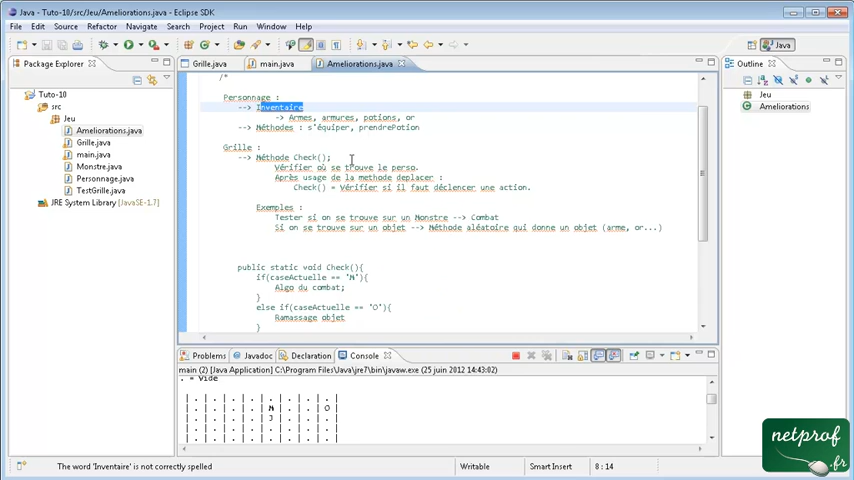 Java - Tuto-10/src/Jeu/Ameliorations.java - Eclipse SDK
File Edit Source Refactor Navigate Search Project Run Window Help
Java
Package Explorer
Grille.java
main.java
Ameliorations.java
Outline
Tuto-10
src
Jeu
Ameliorations.java
Grille.java
main.java
Monstre.java
Personnage.java
TestGrille.java
JRE System Library [JavaSE-1.7]
/*
Personnage :
--> Inventaire
-> Armes, armures, potions, or
--> Méthodes : s'équiper, prendrePotion
Grille :
--> Méthode Check();
Vérifier où se trouve le perso.
Après usage de la methode deplacer :
Check() = Vérifier si il faut déclencer une action.
Exemples :
Tester si on se trouve sur un Monstre --> Combat
Si on se trouve sur un objet --> Méthode aléatoire qui donne un objet (arme, or...)
public static void Check(){
if(caseActuelle == 'M'){
Algo du combat;
}
else if(caseActuelle == 'O'){
Ramassage objet
}
Jeu
Ameliorations
Problems Javadoc Declaration Console
main (2) [Java Application] C:\Program Files\Java\jre7\bin\javaw.exe (25 juin 2012 14:43:02)
. = Vide
| . | . | . | . | . | . | . | . |
| . | . | . | . | M | . | . | O |
| . | . | . | . | J | . | . | . |
| . | . | . | . | . | . | . | . |
| . | . | . | . | . | . | . | . |
The word 'Inventaire' is not correctly spelled
Writable
Smart Insert
8 : 14
netprof
.fr